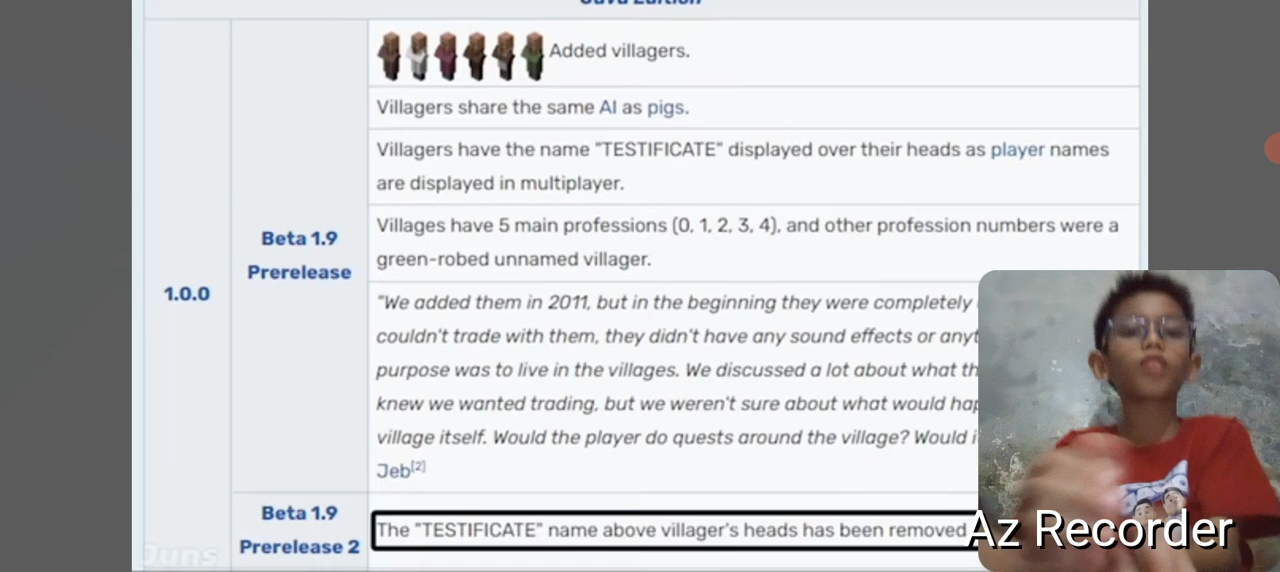 Java Edition
Added villagers.
Villagers share the same AI as pigs.
Villagers have the name "TESTIFICATE" displayed over their heads as player names
are displayed in multiplayer.
Villages have 5 main professions (0, 1, 2, 3, 4), and other profession numbers were a
green-robed unnamed villager.
Beta 1.9
Prerelease
1.0.0
"We added them in 2011, but in the beginning they were completely
couldn't trade with them, they didn't have any sound effects or
purpose was to live in the villages. We discussed a lot about what
knew we wanted trading, but we weren't sure about what would
village itself. Would the player do quests around the village? Would
Jeb[2]
Beta 1.9
Prerelease 2
The "TESTIFICATE" name above villager's heads has been removed
Juns
Az Recorder